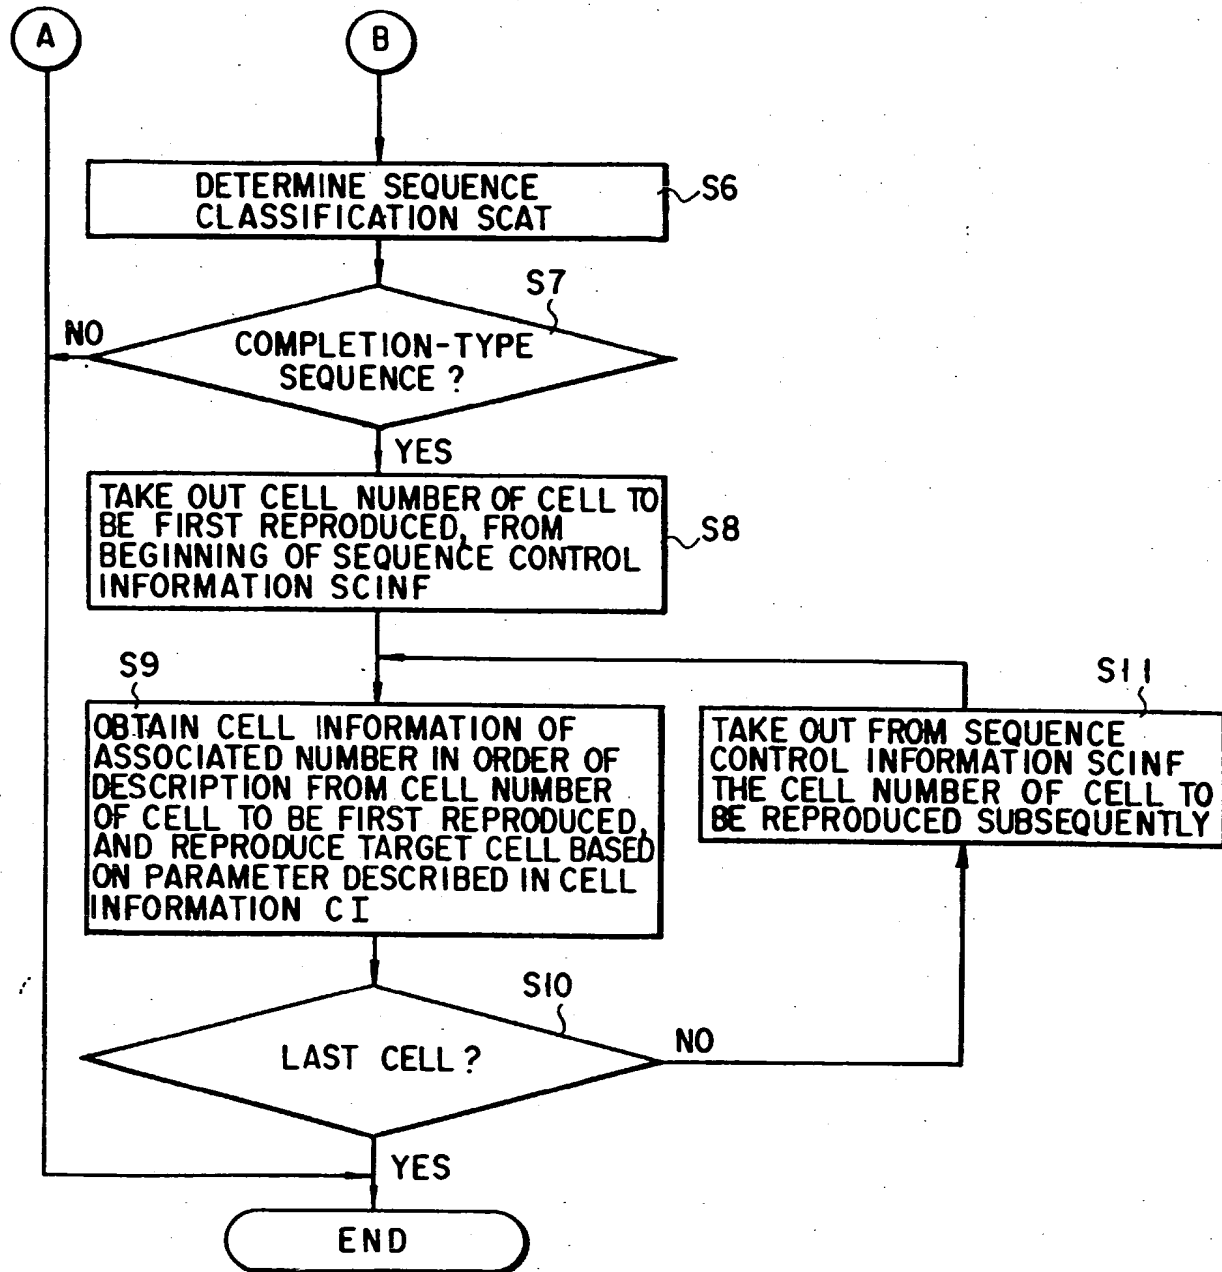 A
B
DETERMINE SEQUENCE
CLASSIFICATION SCAT
S6
S7
NO
COMPLETION-TYPE
SEQUENCE?
YES
TAKE OUT CELL NUMBER OF CELL TO
BE FIRST REPRODUCED, FROM
BEGINNING OF SEQUENCE CONTROL
INFORMATION SCINF
S8
S9
OBTAIN CELL INFORMATION OF
ASSOCIATED NUMBER IN ORDER OF
DESCRIPTION FROM CELL NUMBER
OF CELL TO BE FIRST REPRODUCED,
AND REPRODUCE TARGET CELL BASED
ON PARAMETER DESCRIBED IN CELL
INFORMATION CI
S11
TAKE OUT FROM SEQUENCE
CONTROL INFORMATION SCINF
THE CELL NUMBER OF CELL TO
BE REPRODUCED SUBSEQUENTLY
S10
LAST CELL?
NO
YES
END